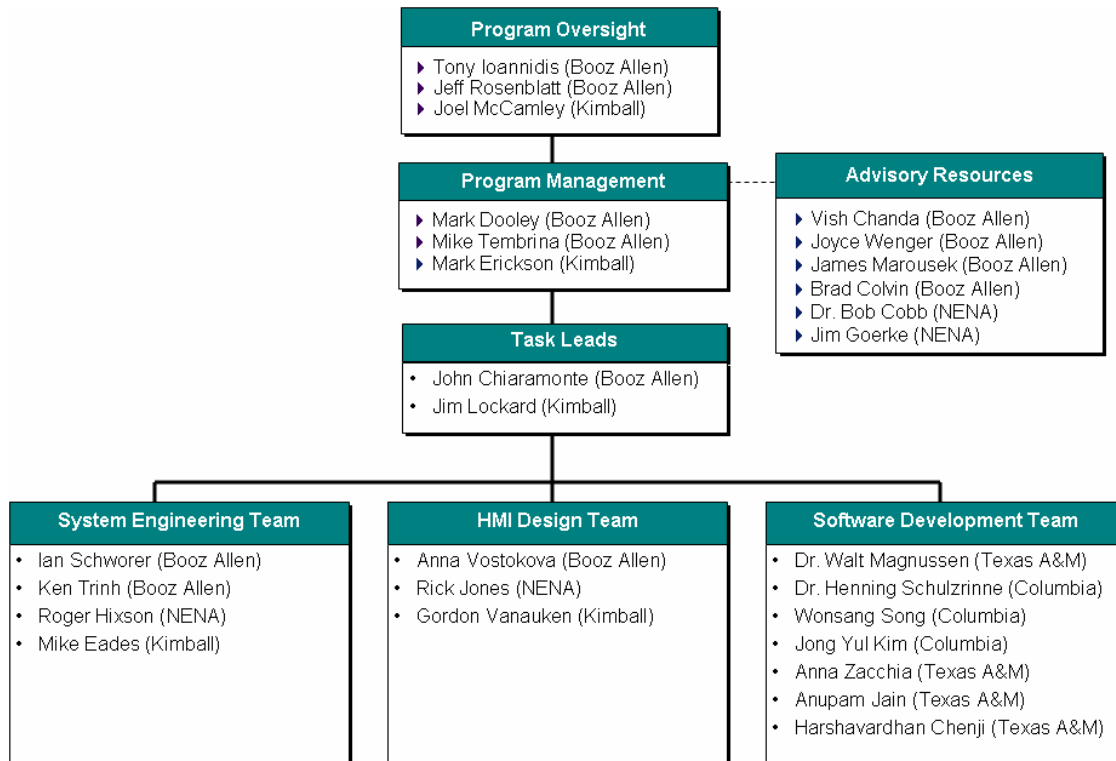 Program Oversight
Tony Ioannidis (Booz Allen)
Jeff Rosenblatt (Booz Allen)
Joel McCamley (Kimball)
Program Management
Mark Dooley (Booz Allen)
Mike Tembrina (Booz Allen)
Mark Erickson (Kimball)
Advisory Resources
Vish Chanda (Booz Allen)
Joyce Wenger (Booz Allen)
James Marousek (Booz Allen)
Brad Colvin (Booz Allen)
Dr. Bob Cobb (NENA)
Jim Goerke (NENA)
Task Leads
• John Chiaramonte (Booz Allen)
• Jim Lockard (Kimball)
System Engineering Team
• Ian Schworer (Booz Allen)
• Ken Trinh (Booz Allen)
• Roger Hixson (NENA)
• Mike Eades (Kimball)
HMI Design Team
• Anna Vostokova (Booz Allen)
• Rick Jones (NENA)
• Gordon Vanauken (Kimball)
Software Development Team
• Dr. Walt Magnussen (Texas A&M)
• Dr. Henning Schulzrinne (Columbia)
• Wonsang Song (Columbia)
• Jong Yul Kim (Columbia)
• Anna Zacchia (Texas A&M)
• Anupam Jain (Texas A&M)
• Harshavardhan Chenji (Texas A&M)